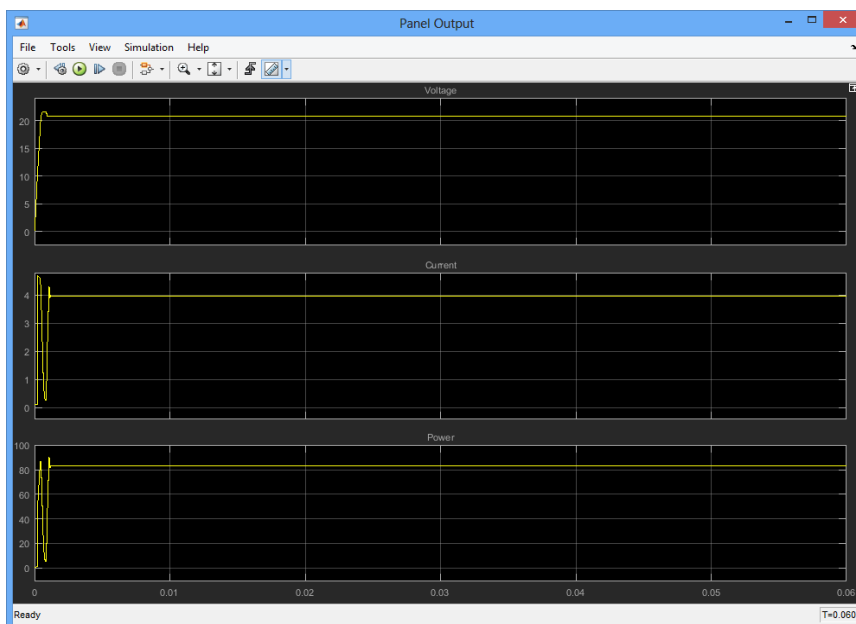 Panel Output
File Tools View Simulation Help
Voltage
20
15
10
5
0
Current
4
3
2
1
0
Power
100
80
60
40
20
0
0 0.01 0.02 0.03 0.04 0.05 0.06
Ready T=0.060